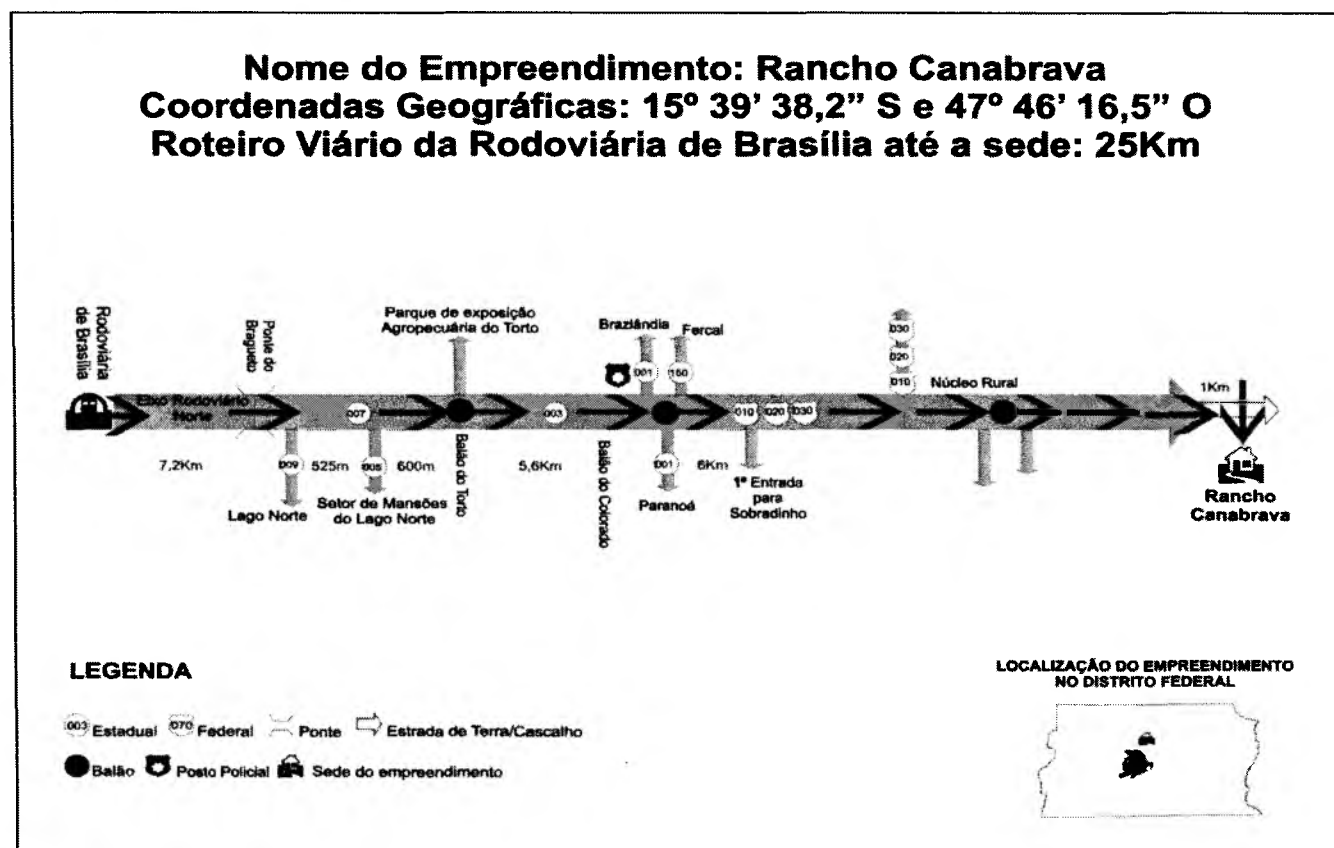 Nome do Empreendimento: Rancho Canabrava
Coordenadas Geográficas: 15º 39' 38,2” S e 47º 46' 16,5” O
Roteiro Viário da Rodoviária de Brasília até a sede: 25Km
Rodoviária
de Brasília
Ponte do
Bragueto
Parque de exposição
Agropecuária do Torto
Brazlândia
Fercal
001
150
030
020
010
Núcleo Rural
1Km
Eixo Rodoviário
Norte
007
003
010
020
030
7,2Km
009
525m
005
600m
Balão do Torto
5,6Km
Balão do Colorado
001
6Km
Lago Norte
Setor de Mansões
do Lago Norte
Paranoá
1ª Entrada
para
Sobradinho
Rancho
Canabrava
LEGENDA
003 Estadual
070 Federal
Ponte
Estrada de Terra/Cascalho
Balão
Posto Policial
Sede do empreendimento
LOCALIZAÇÃO DO EMPREENDIMENTO
NO DISTRITO FEDERAL